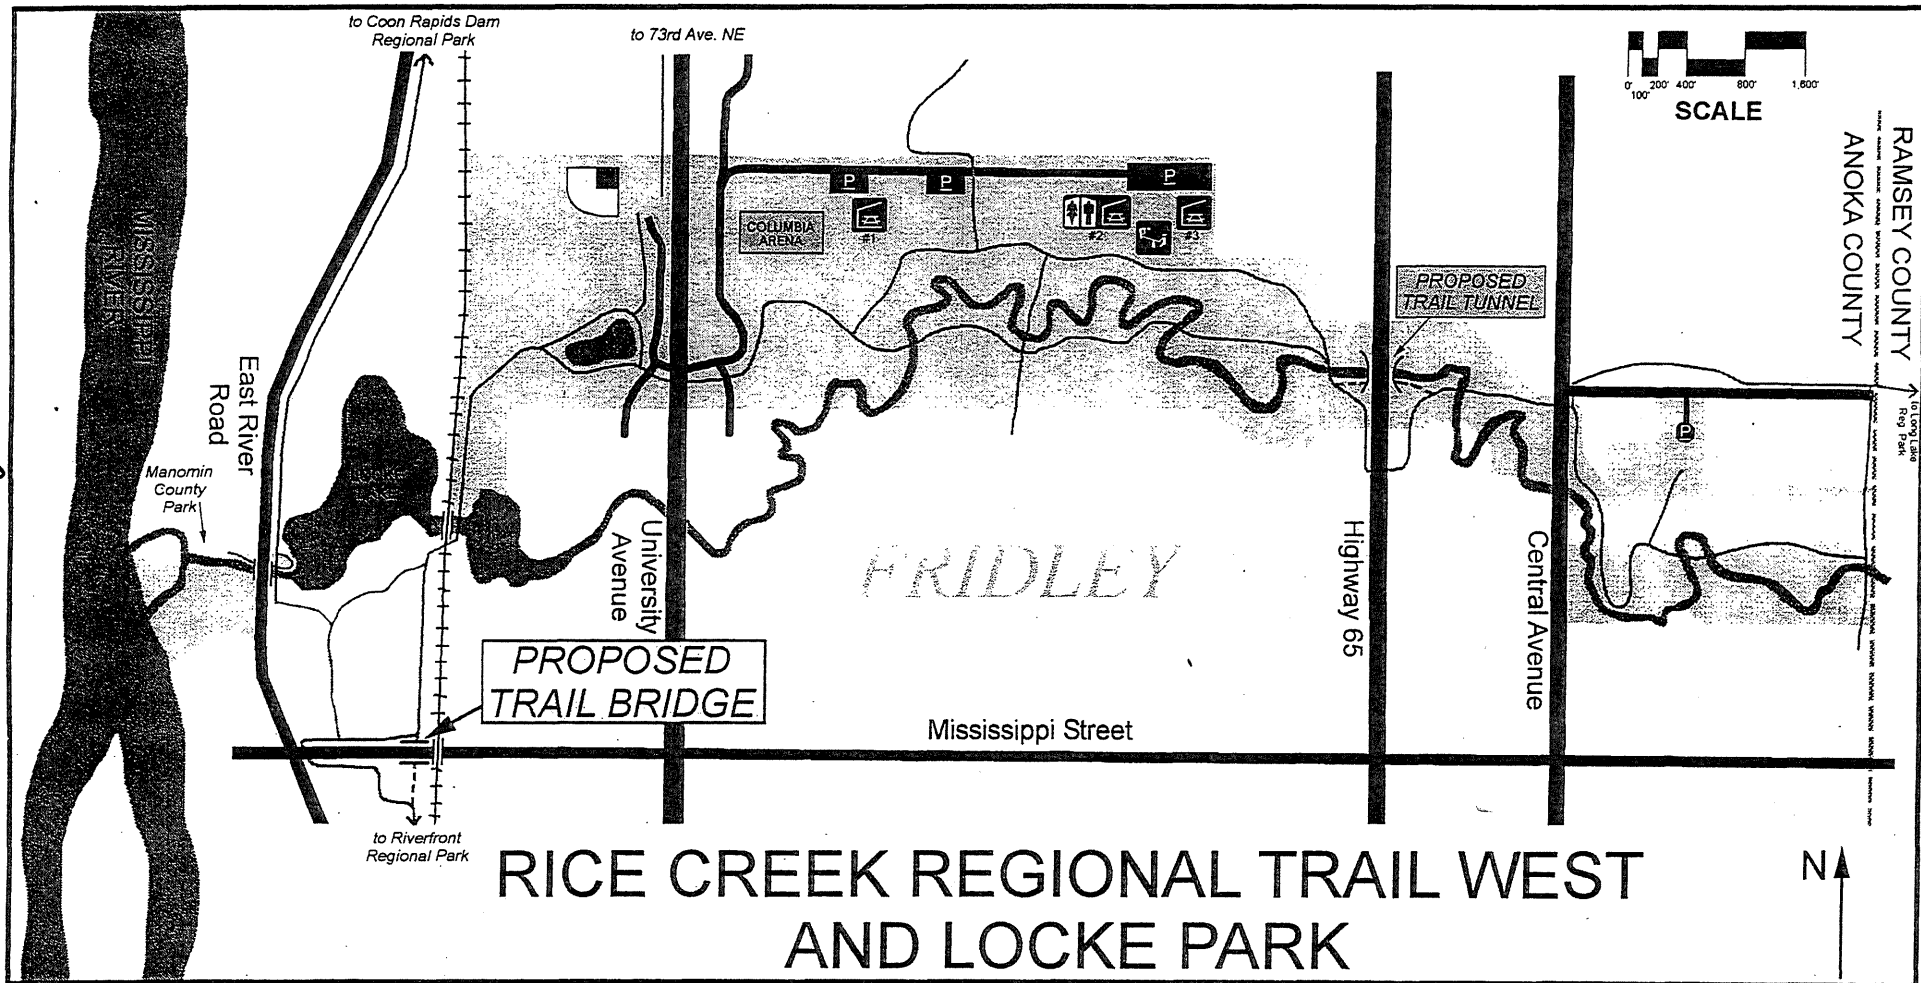 to Coon Rapids Dam
Regional Park
to 73rd Ave. NE
0'
100'
200'
400'
800'
1,600'
SCALE
RAMSEY COUNTY
ANOKA COUNTY
MISSISSIPPI
RIVER
P
P
P
COLUMBIA
ARENA
#1
#2
#3
PROPOSED
TRAIL TUNNEL
East River
Road
to Long Lake
Reg. Park
P
Manomin
County
Park
University
Avenue
FRIDLEY
Highway 65
Central Avenue
PROPOSED
TRAIL BRIDGE
Mississippi Street
to Riverfront
Regional Park
RICE CREEK REGIONAL TRAIL WEST
AND LOCKE PARK
N